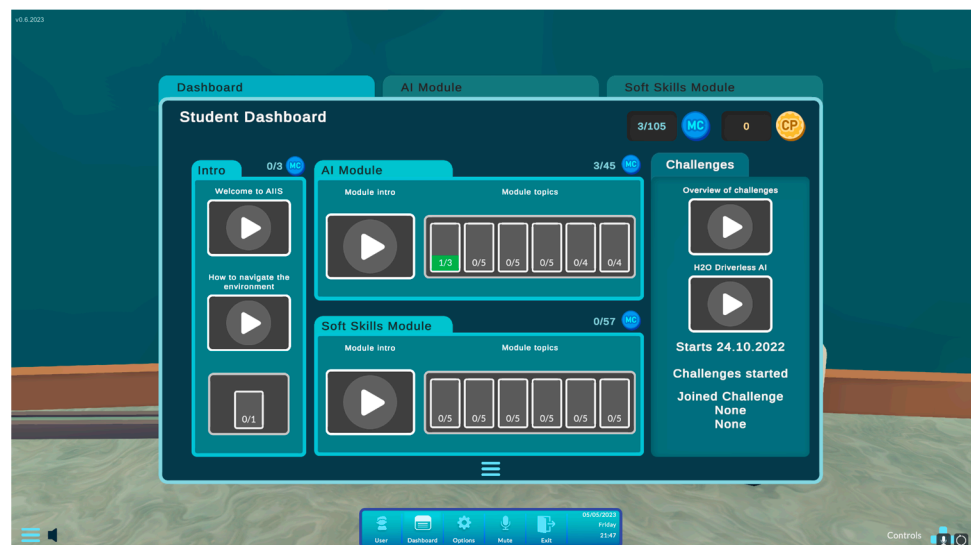 v0.6.2023
Dashboard
AI Module
Soft Skills Module
Student Dashboard
3/105
MC
0
CP
Intro
0/3
MC
Welcome to AIIS
How to navigate the
environment
0/1
AI Module
3/45
MC
Module intro
Module topics
1/3
0/5
0/5
0/5
0/4
0/4
Soft Skills Module
0/57
MC
Module intro
Module topics
0/5
0/5
0/5
0/5
0/5
0/5
Challenges
Overview of challenges
H2O Driverless AI
Starts 24.10.2022
Challenges started
Joined Challenge
None
None
User
Dashboard
Options
Mute
Exit
05/05/2023
Friday
21:47
Controls